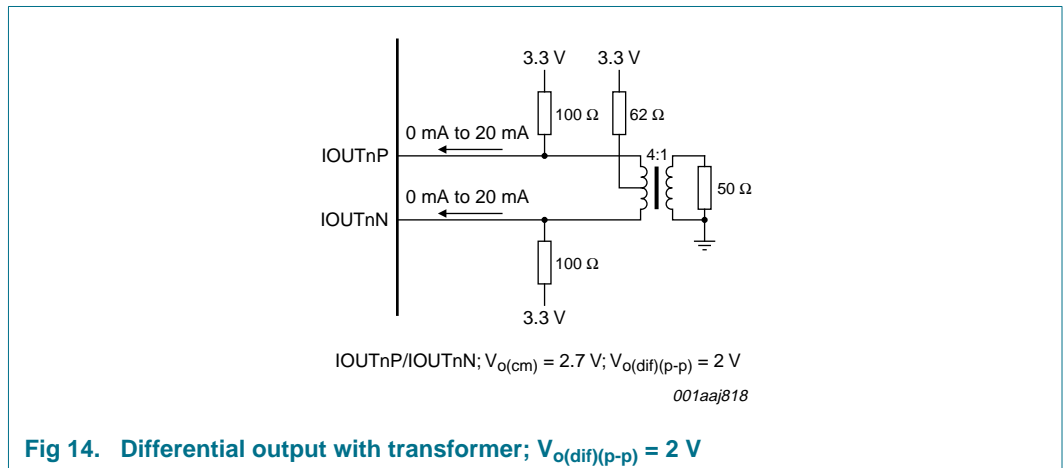 3.3 V 3.3 V
100 Ω 62 Ω
0 mA to 20 mA
IOUTnP
4:1
50 Ω
0 mA to 20 mA
IOUTnN
100 Ω
3.3 V
IOUTnP/IOUTnN; Vo(cm) = 2.7 V; Vo(dif)(p-p) = 2 V
001aaj818
Fig 14. Differential output with transformer; Vo(dif)(p-p) = 2 V